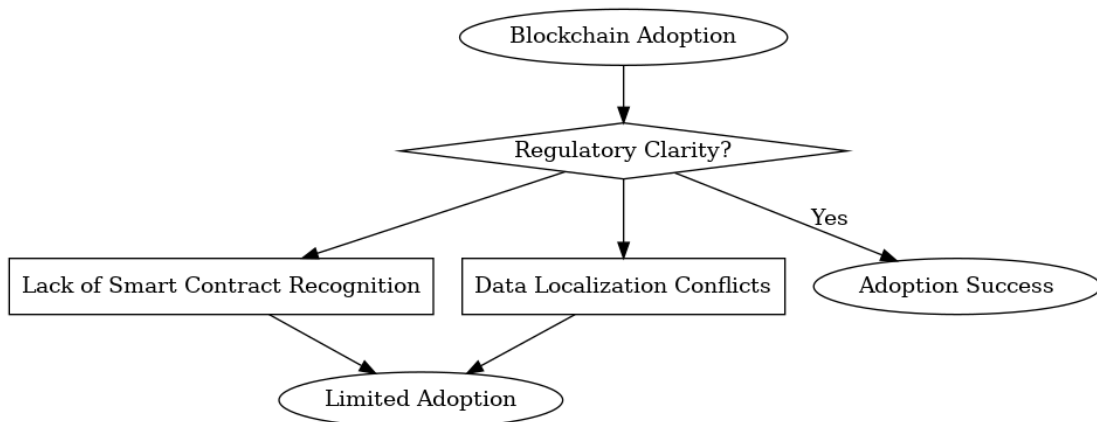 Blockchain Adoption
Regulatory Clarity?
Yes
Lack of Smart Contract Recognition
Data Localization Conflicts
Adoption Success
Limited Adoption